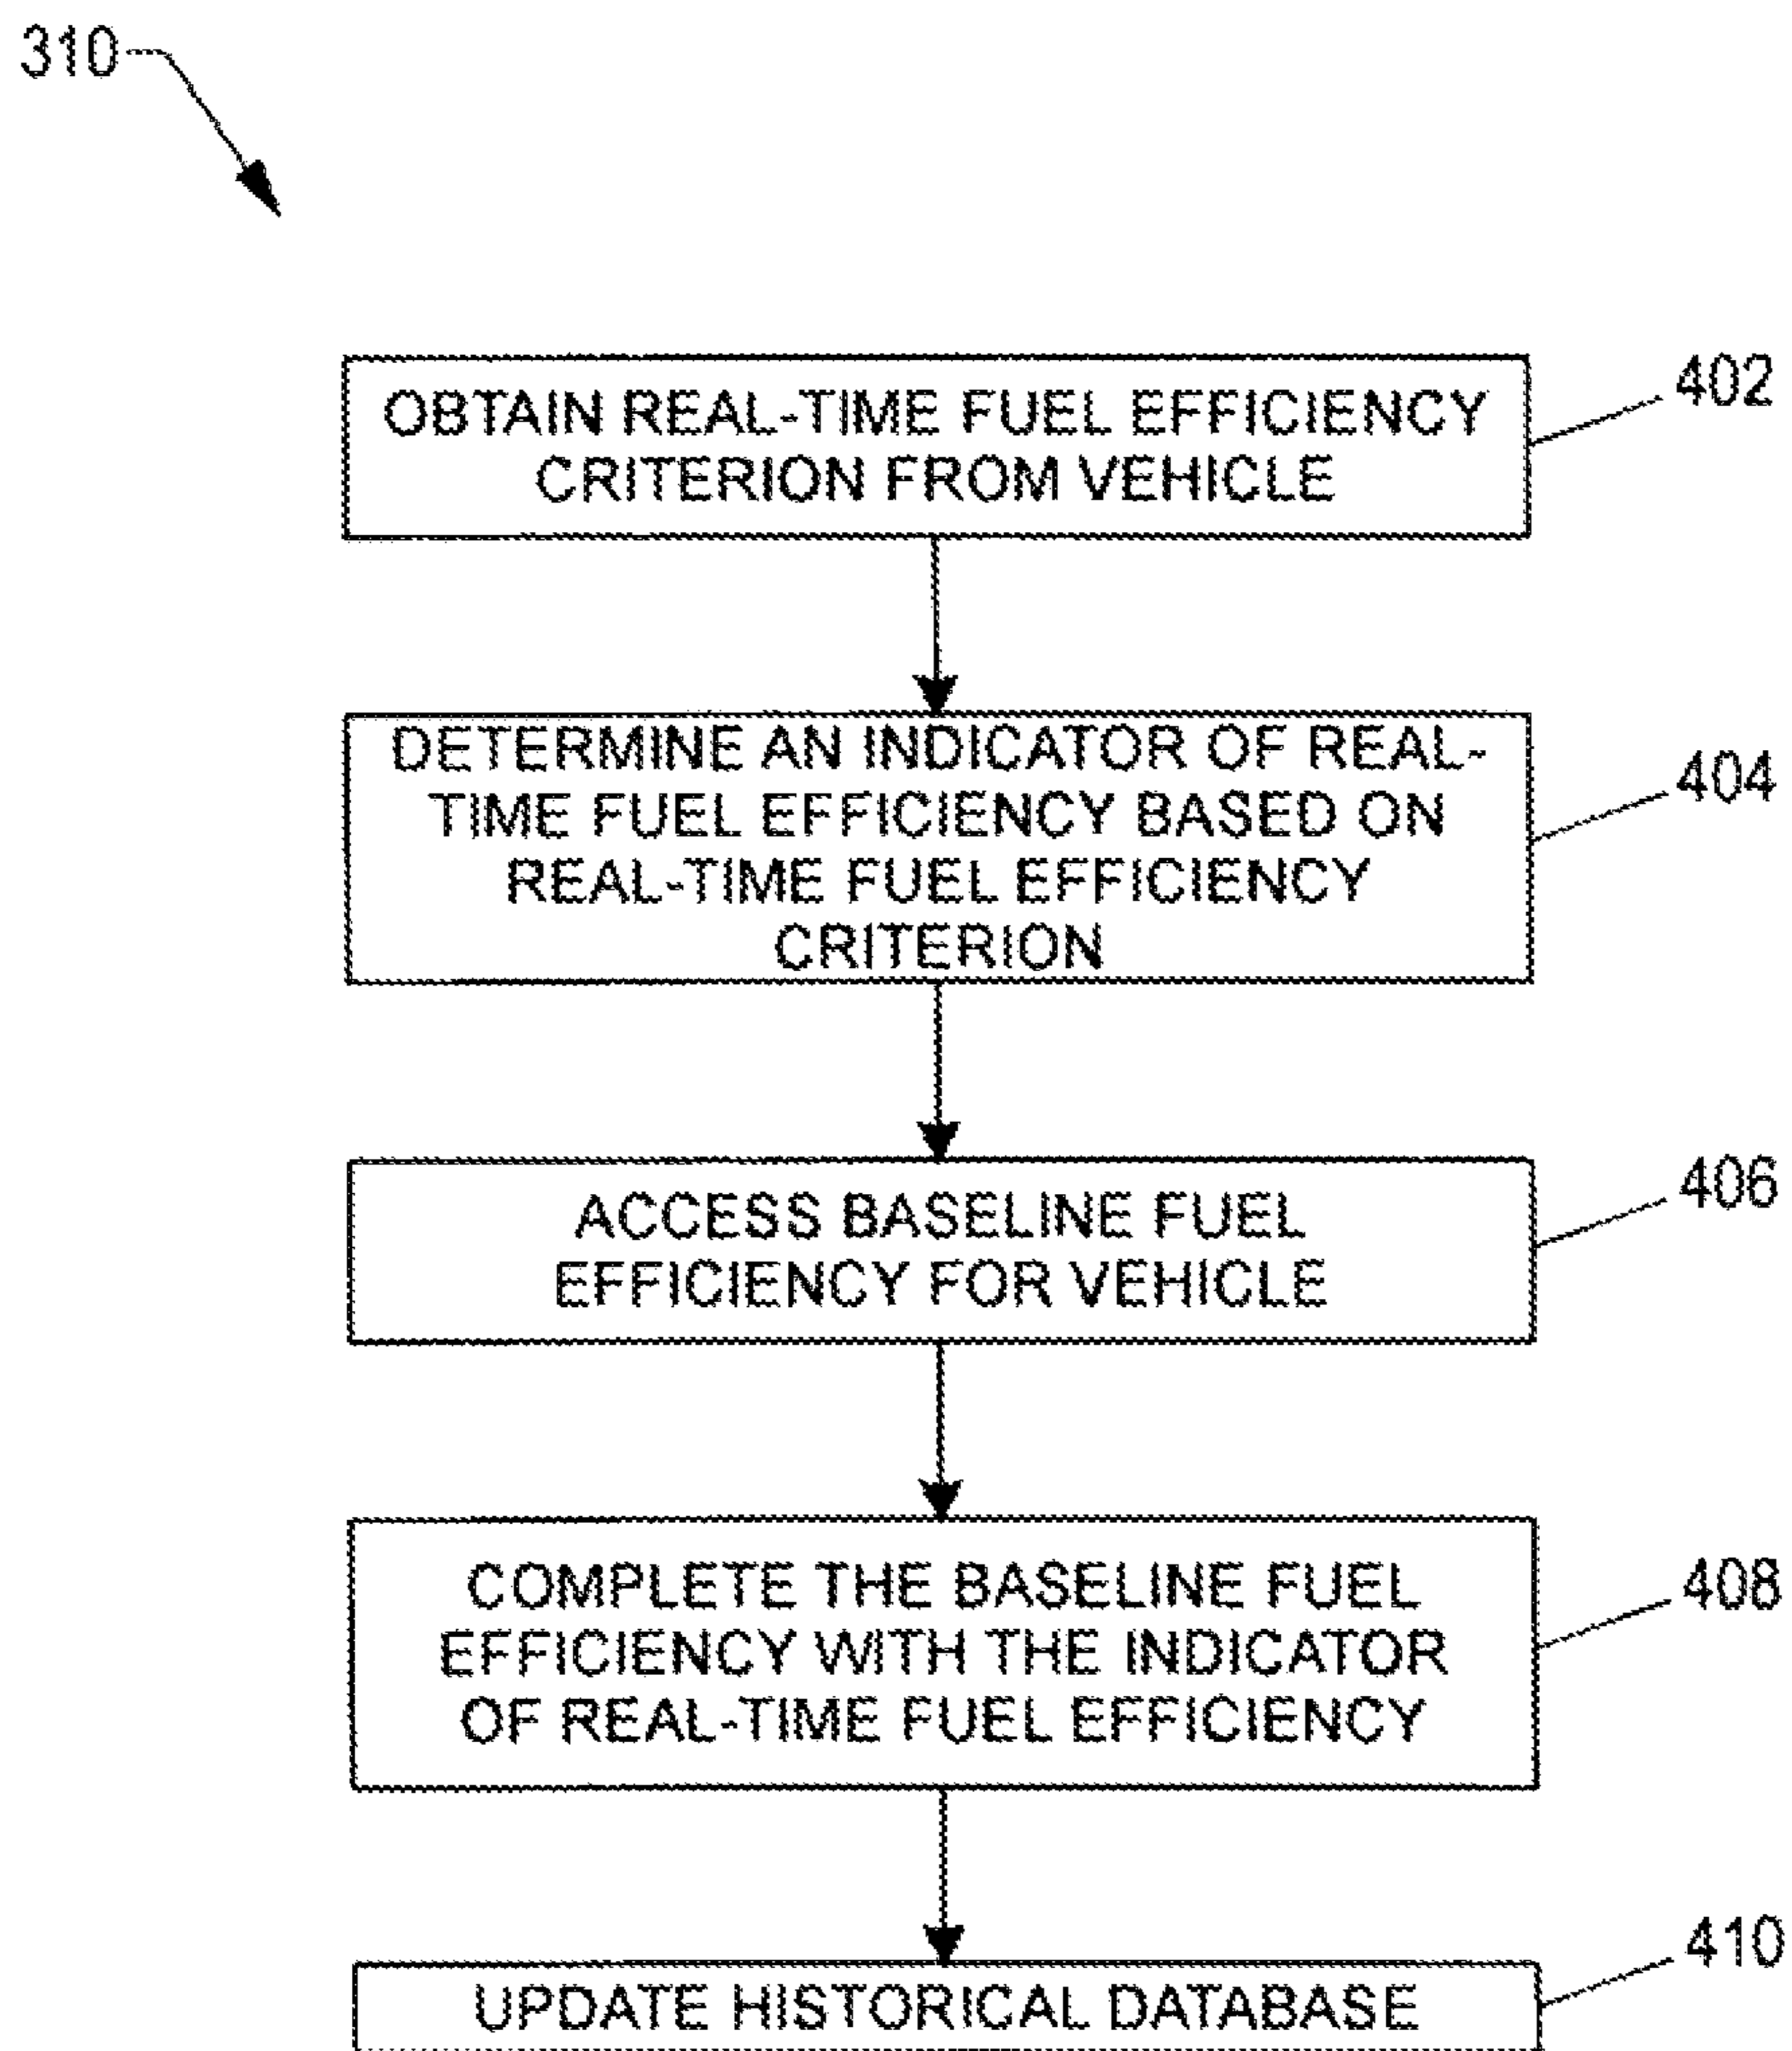 310
OBTAIN REAL-TIME FUEL EFFICIENCY
CRITERION FROM VEHICLE
402
DETERMINE AN INDICATOR OF REAL-
TIME FUEL EFFICIENCY BASED ON
REAL-TIME FUEL EFFICIENCY
CRITERION
404
ACCESS BASELINE FUEL
EFFICIENCY FOR VEHICLE
406
COMPLETE THE BASELINE FUEL
EFFICIENCY WITH THE INDICATOR
OF REAL-TIME FUEL EFFICIENCY
408
UPDATE HISTORICAL DATABASE
410